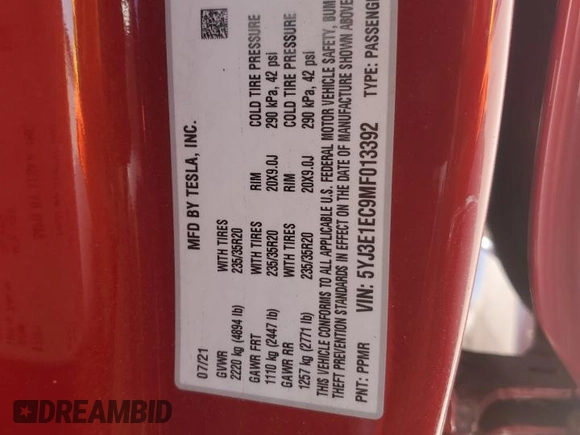 MFD BY TESLA, INC.
07/21
GVWR
2220 kg (4894 lb)
GAWR FRT WITH TIRES RIM COLD TIRE PRESSURE
1110 kg (2447 lb) 235/35R20 20X9.0J 290 kPa, 42 psi
GAWR RR WITH TIRES RIM COLD TIRE PRESSURE
1257 kg (2771 lb) 235/35R20 20X9.0J 290 kPa, 42 psi
THIS VEHICLE CONFORMS TO ALL APPLICABLE U.S. FEDERAL MOTOR VEHICLE SAFETY, BUM
THEFT PREVENTION STANDARDS IN EFFECT ON THE DATE OF MANUFACTURE SHOWN ABOVE
PNT: PPMR VIN: 5YJ3E1EC9MF013392 TYPE: PASSENG
DREAMBID